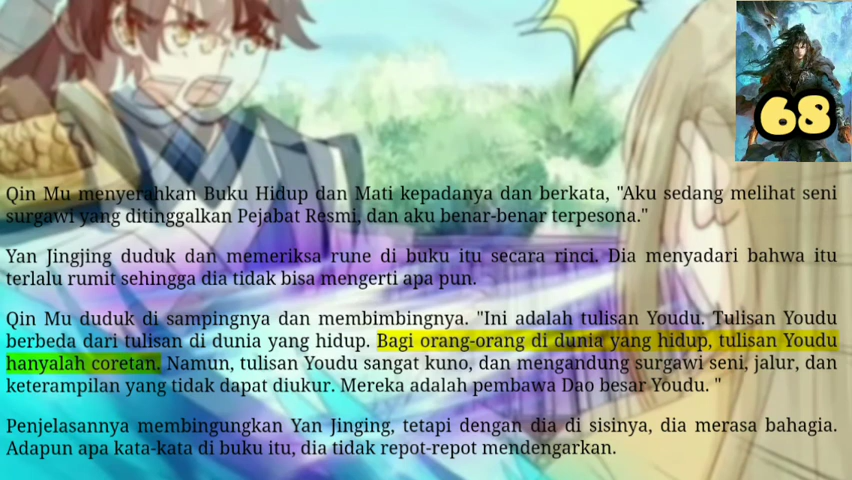 68
Qin Mu menyerahkan Buku Hidup dan Mati kepadanya dan berkata, "Aku sedang melihat seni
surgawi yang ditinggalkan Pejabat Resmi, dan aku benar-benar terpesona."
Yan Jingjing duduk dan memeriksa rune di buku itu secara rinci. Dia menyadari bahwa itu
terlalu rumit sehingga dia tidak bisa mengerti apa pun.
Qin Mu duduk di sampingnya dan membimbingnya. "Ini adalah tulisan Youdu. Tulisan Youdu
berbeda dari tulisan di dunia yang hidup. Bagi orang-orang di dunia yang hidup, tulisan Youdu
hanyalah coretan. Namun, tulisan Youdu sangat kuno, dan mengandung surgawi seni, jalur, dan
keterampilan yang tidak dapat diukur. Mereka adalah pembawa Dao besar Youdu. "
Penjelasannya membingungkan Yan Jinging, tetapi dengan dia di sisinya, dia merasa bahagia.
Adapun apa kata-kata di buku itu, dia tidak repot-repot mendengarkan.